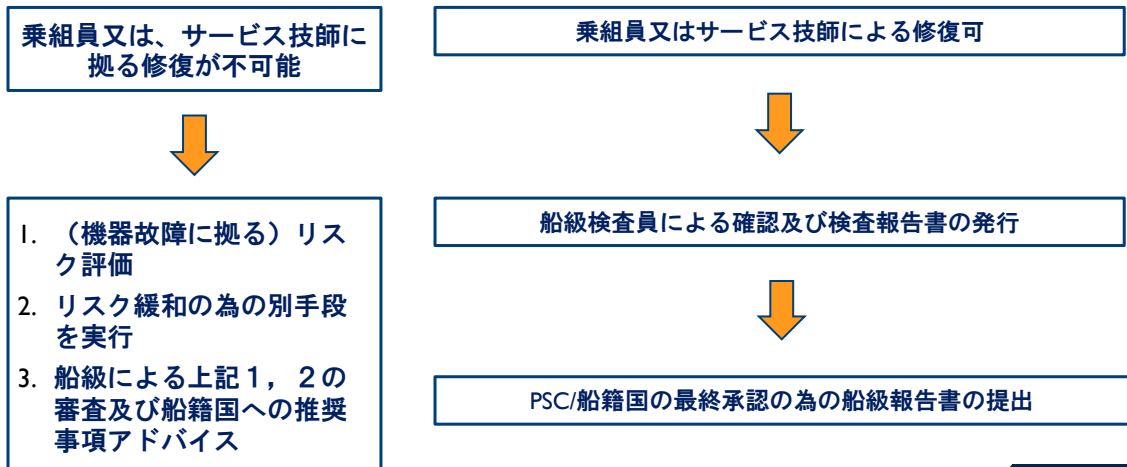 乗組員又は、サービス技師に
拠る修復が不可能
乗組員又はサービス技師による修復可
1. （機器故障に拠る）リス
ク評価
2. リスク緩和の為の別手段
を実行
3. 船級による上記１，２の
審査及び船籍国への推奨
事項アドバイス
船級検査員による確認及び検査報告書の発行
PSC/船籍国の最終承認の為の船級報告書の提出